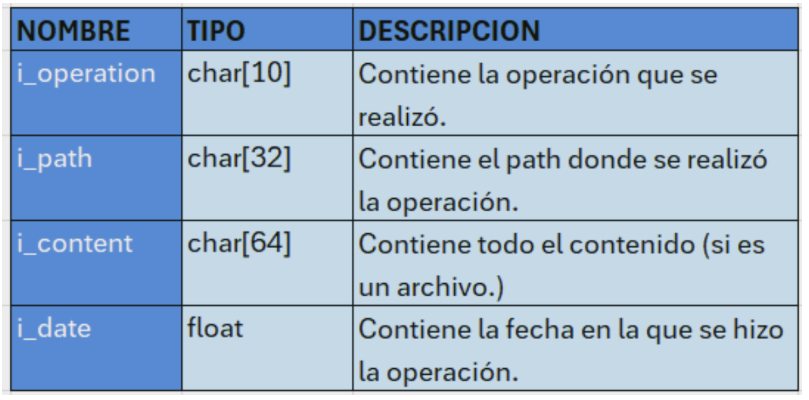 NOMBRE TIPO DESCRIPCION
i_operation char[10] Contiene la operación que se
realizó.
i_path char[32] Contiene el path donde se realizó
la operación.
i_content char[64] Contiene todo el contenido (si es
un archivo.)
i_date float Contiene la fecha en la que se hizo
la operación.